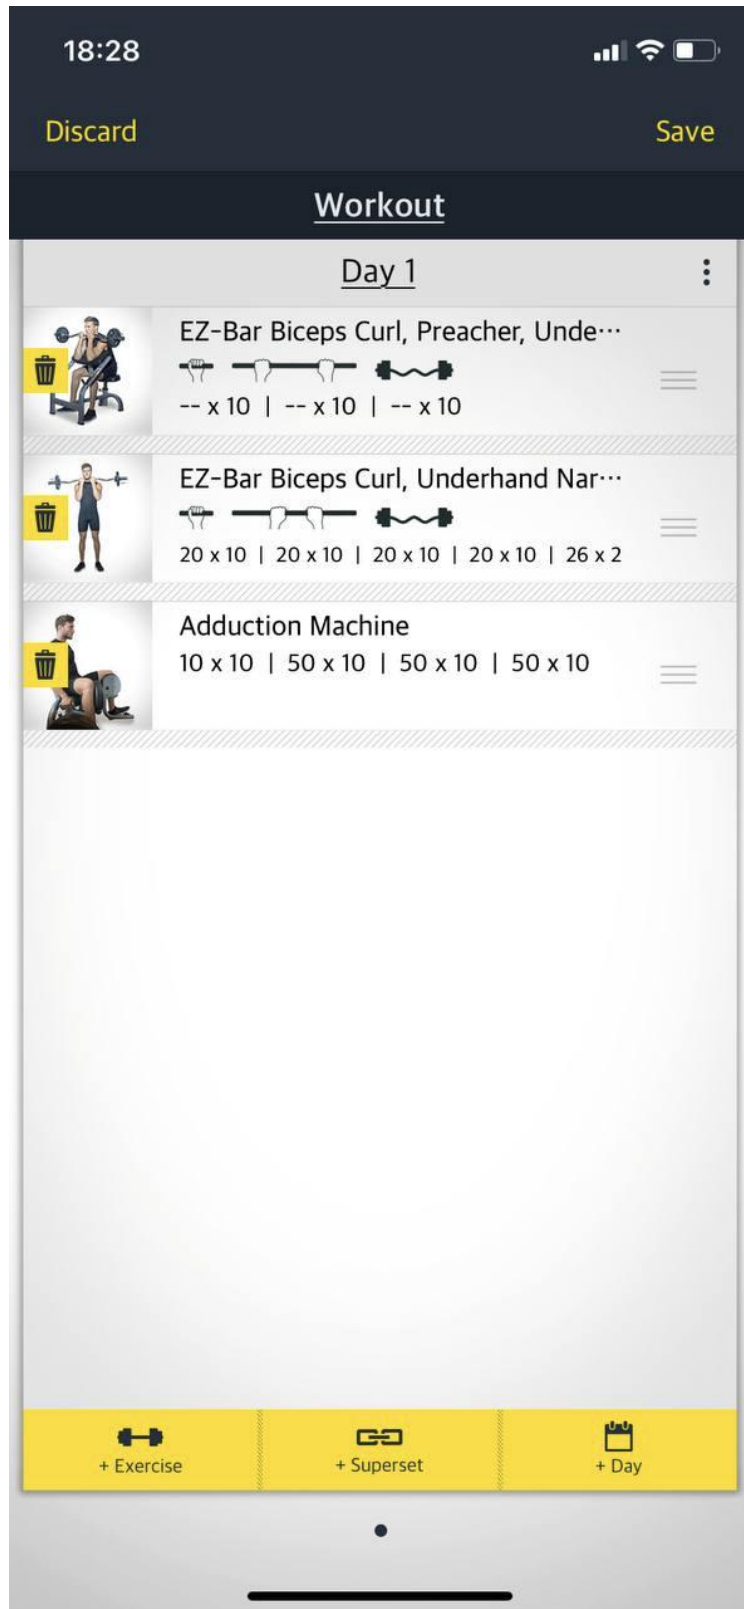 18:28
Discard Save
Workout
Day 1
EZ-Bar Biceps Curl, Preacher, Unde···
-- x 10 | -- x 10 | -- x 10
EZ-Bar Biceps Curl, Underhand Nar···
20 x 10 | 20 x 10 | 20 x 10 | 20 x 10 | 26 x 2
Adduction Machine
10 x 10 | 50 x 10 | 50 x 10 | 50 x 10
+ Exercise + Superset + Day